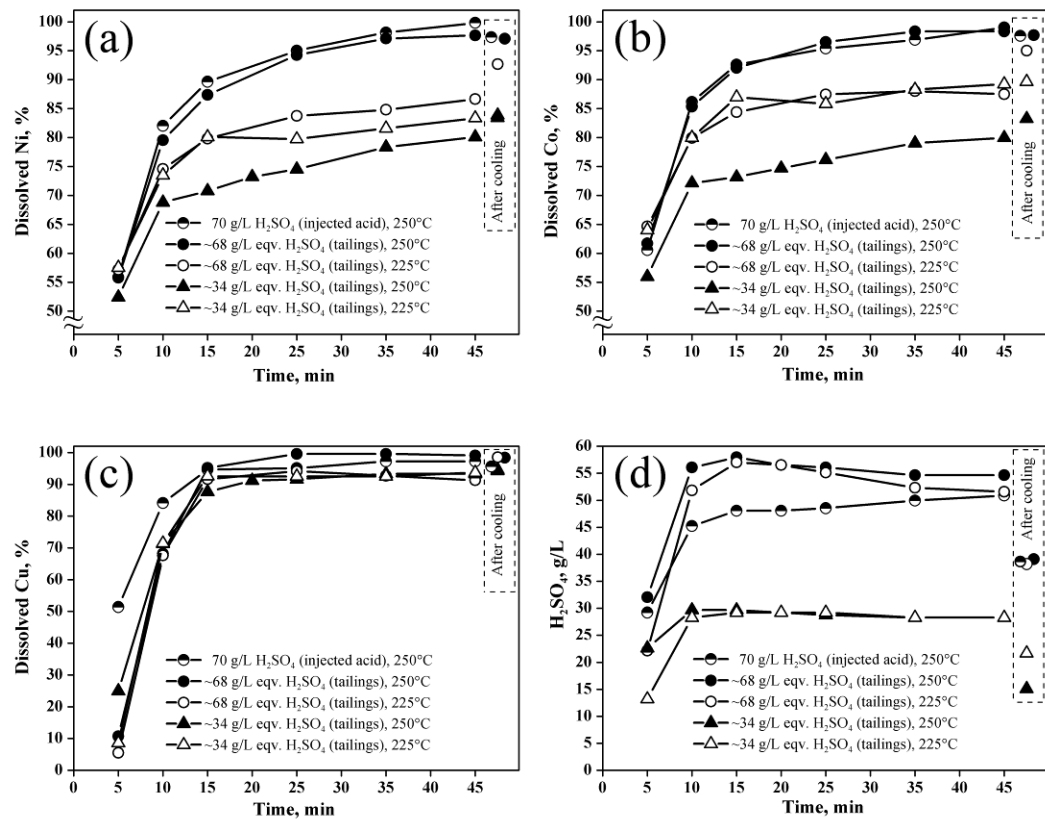 (a)
Dissolved Ni, %
100
95
90
85
80
75
70
65
60
55
50
After cooling
70 g/L H₂SO₄ (injected acid), 250°C
~68 g/L eqv. H₂SO₄ (tailings), 250°C
~68 g/L eqv. H₂SO₄ (tailings), 225°C
~34 g/L eqv. H₂SO₄ (tailings), 250°C
~34 g/L eqv. H₂SO₄ (tailings), 225°C
0 5 10 15 20 25 30 35 40 45
Time, min
(b)
Dissolved Co, %
100
95
90
85
80
75
70
65
60
55
50
After cooling
70 g/L H₂SO₄ (injected acid), 250°C
~68 g/L eqv. H₂SO₄ (tailings), 250°C
~68 g/L eqv. H₂SO₄ (tailings), 225°C
~34 g/L eqv. H₂SO₄ (tailings), 250°C
~34 g/L eqv. H₂SO₄ (tailings), 225°C
0 5 10 15 20 25 30 35 40 45
Time, min
(c)
Dissolved Cu, %
100
90
80
70
60
50
40
30
20
10
0
After cooling
70 g/L H₂SO₄ (injected acid), 250°C
~68 g/L eqv. H₂SO₄ (tailings), 250°C
~68 g/L eqv. H₂SO₄ (tailings), 225°C
~34 g/L eqv. H₂SO₄ (tailings), 250°C
~34 g/L eqv. H₂SO₄ (tailings), 225°C
0 5 10 15 20 25 30 35 40 45
Time, min
(d)
H₂SO₄, g/L
60
55
50
45
40
35
30
25
20
15
10
5
0
After cooling
70 g/L H₂SO₄ (injected acid), 250°C
~68 g/L eqv. H₂SO₄ (tailings), 250°C
~68 g/L eqv. H₂SO₄ (tailings), 225°C
~34 g/L eqv. H₂SO₄ (tailings), 250°C
~34 g/L eqv. H₂SO₄ (tailings), 225°C
0 5 10 15 20 25 30 35 40 45
Time, min